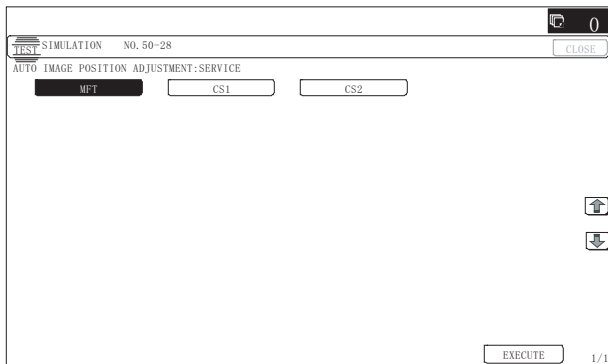 0
TEST SIMULATION NO. 50-28 CLOSE
AUTO IMAGE POSITION ADJUSTMENT:SERVICE
MFT CS1 CS2
EXECUTE 1/1